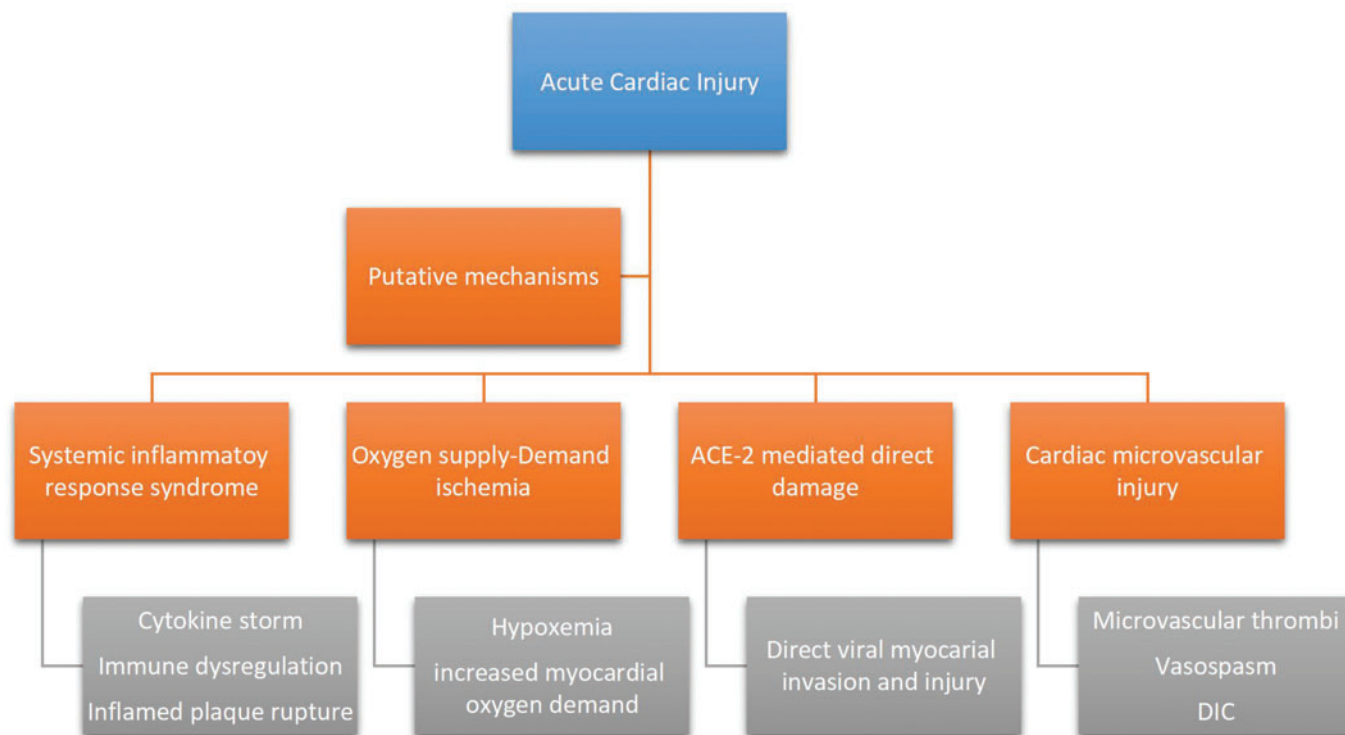 Acute Cardiac Injury
Putative mechanisms
Systemic inflammatoy
response syndrome
Oxygen supply-Demand
ischemia
ACE-2 mediated direct
damage
Cardiac microvascular
injury
Cytokine storm
Immune dysregulation
Inflamed plaque rupture
Hypoxemia
increased myocardial
oxygen demand
Direct viral myocarial
invasion and injury
Microvascular thrombi
Vasospasm
DIC